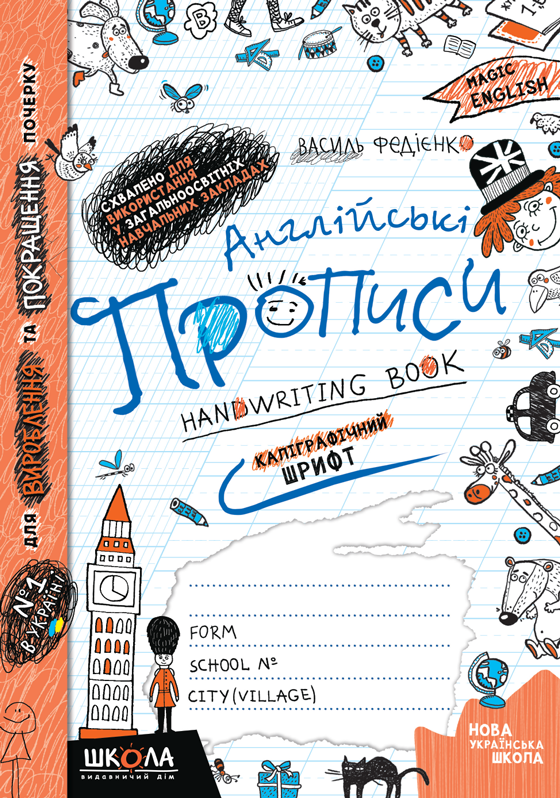 MAGIC
ENGLISH
ВАСИЛЬ ФЕДІЄНКО
СХВАЛЕНО ДЛЯ
ВИКОРИСТАННЯ
У ЗАГАЛЬНООСВІТНІХ
НАВЧАЛЬНИХ ЗАКЛАДАХ
Англійські
ПРОПИСИ
HANDWRITING BOOK
КАЛІГРАФІЧНИЙ
ШРИФТ
для ВИРОБЛЕННЯ та ПОКРАЩЕННЯ почерку
№1
В УКРАЇНІ
FORM
SCHOOL №
CITY (VILLAGE)
ШКОЛА
ВИДАВНИЧИЙ ДІМ
НОВА
УКРАЇНСЬКА
ШКОЛА